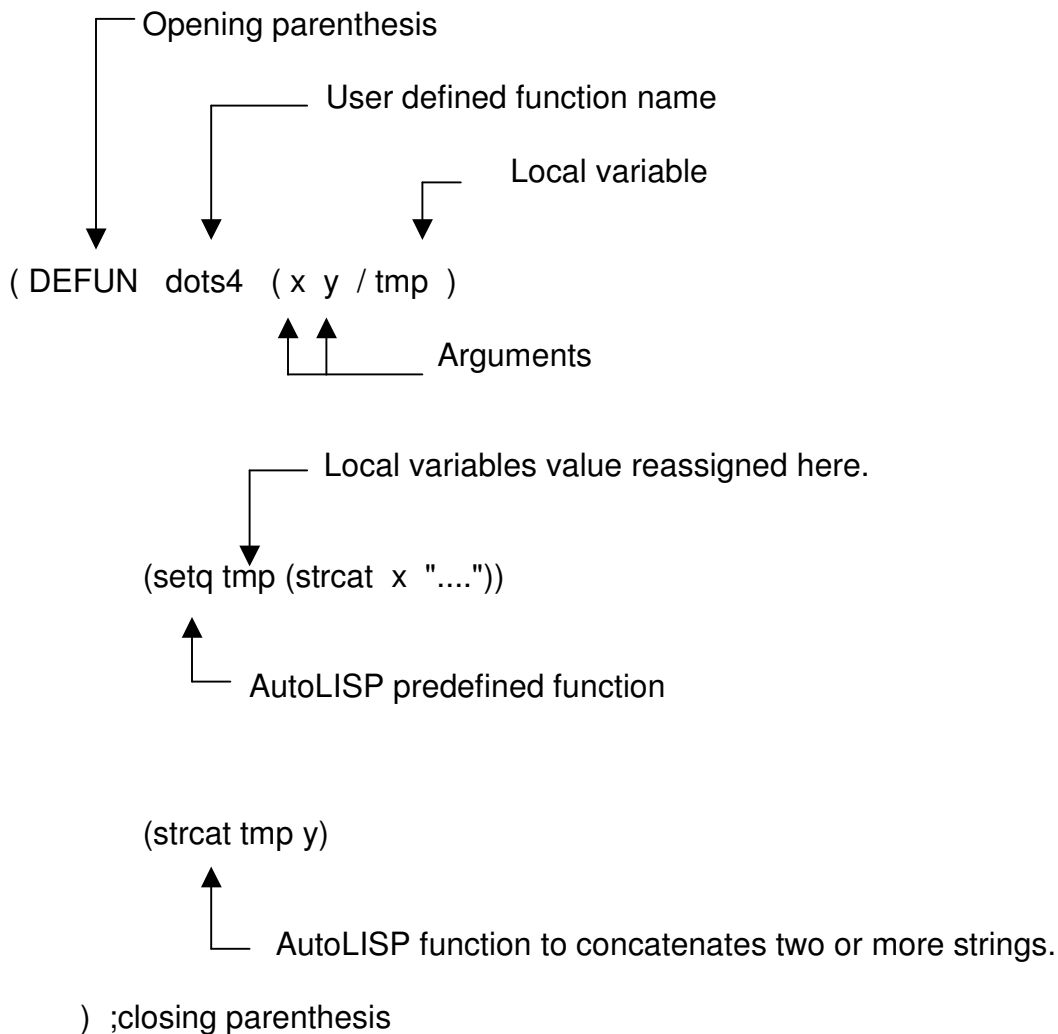 Opening parenthesis
User defined function name
Local variable
( DEFUN dots4 ( x y / tmp )
Arguments
Local variables value reassigned here.
(setq tmp (strcat x "...."))
AutoLISP predefined function
(strcat tmp y)
AutoLISP function to concatenates two or more strings.
) ;closing parenthesis